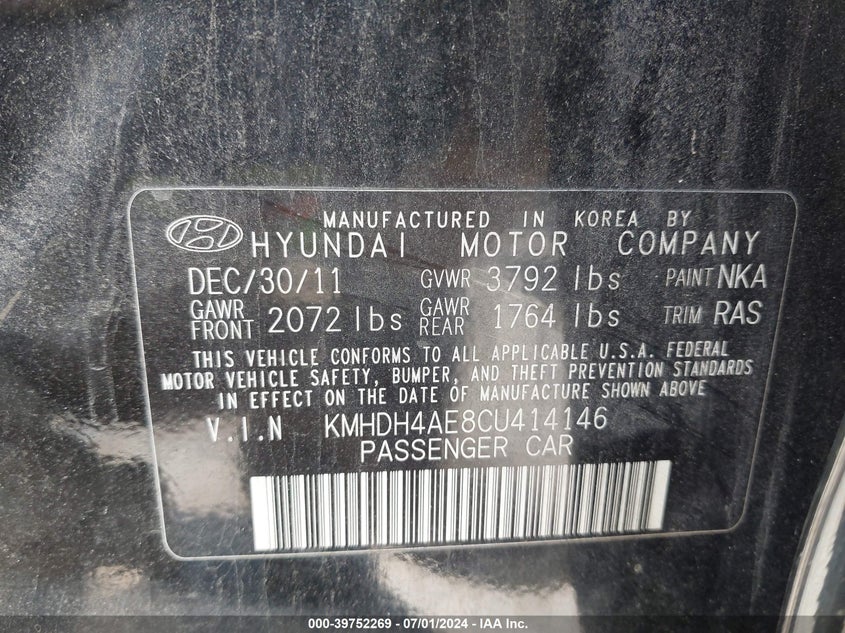 MANUFACTURED IN KOREA BY
HYUNDAI MOTOR COMPANY
DEC/30/11 GVWR 3792 lbs PAINT NKA
GAWR FRONT 2072 lbs GAWR REAR 1764 lbs TRIM RAS
THIS VEHICLE CONFORMS TO ALL APPLICABLE U.S.A. FEDERAL
MOTOR VEHICLE SAFETY, BUMPER, AND THEFT PREVENTION STANDARDS
IN EFFECT ON THE DATE OF MANUFACTURE SHOWN ABOVE
V.I.N KMHDH4AE8CU414146
PASSENGER CAR
000-39752269 - 07/01/2024 - IAA Inc.